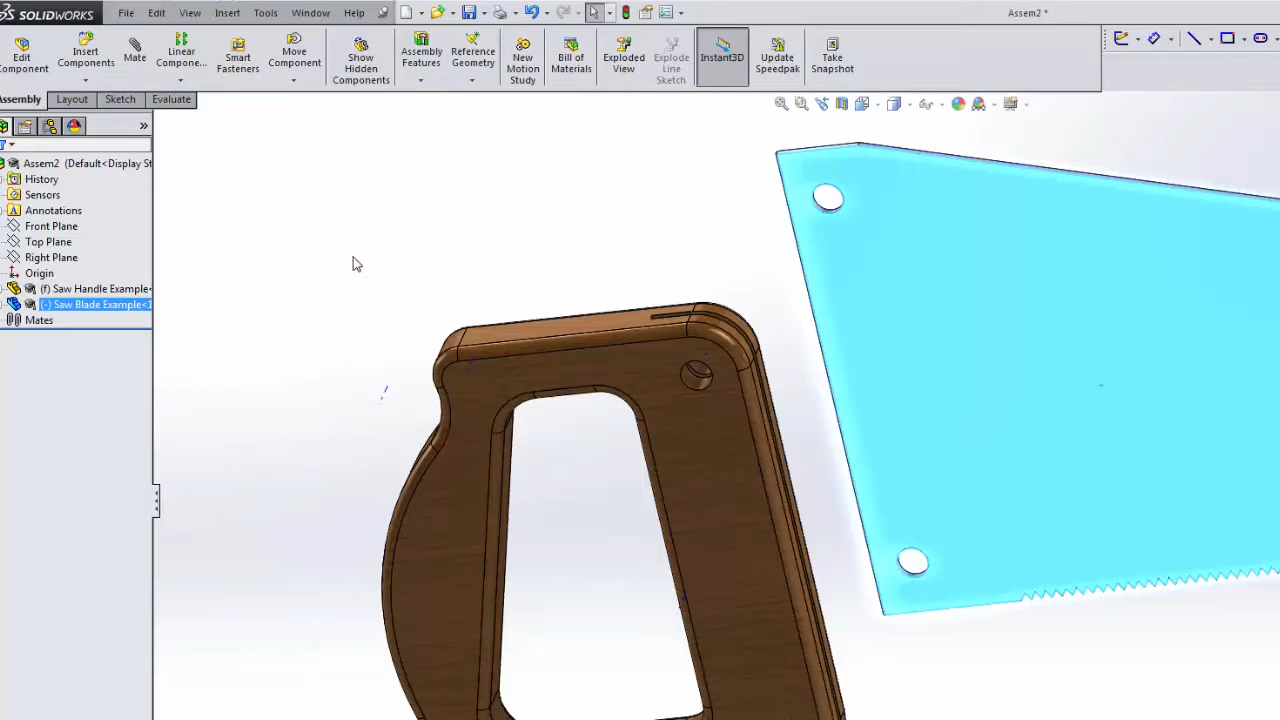 SOLIDWORKS File Edit View Insert Tools Window Help Assem2 *
Edit Component
Insert Components
Mate
Linear Compone...
Smart Fasteners
Move Component
Show Hidden Components
Assembly Features
Reference Geometry
New Motion Study
Bill of Materials
Exploded View
Explode Line Sketch
Instant3D
Update Speedpak
Take Snapshot
Assembly Layout Sketch Evaluate
»
Assem2 (Default<Display St
History
Sensors
A Annotations
Front Plane
Top Plane
Right Plane
Origin
(f) Saw Handle Example<
(-) Saw Blade Example<1
Mates